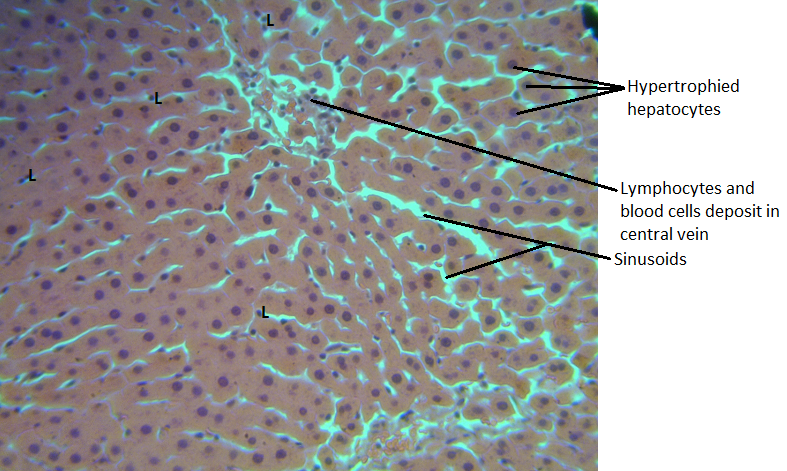 L
L
L
L
Hypertrophied
hepatocytes
Lymphocytes and
blood cells deposit in
central vein
Sinusoids